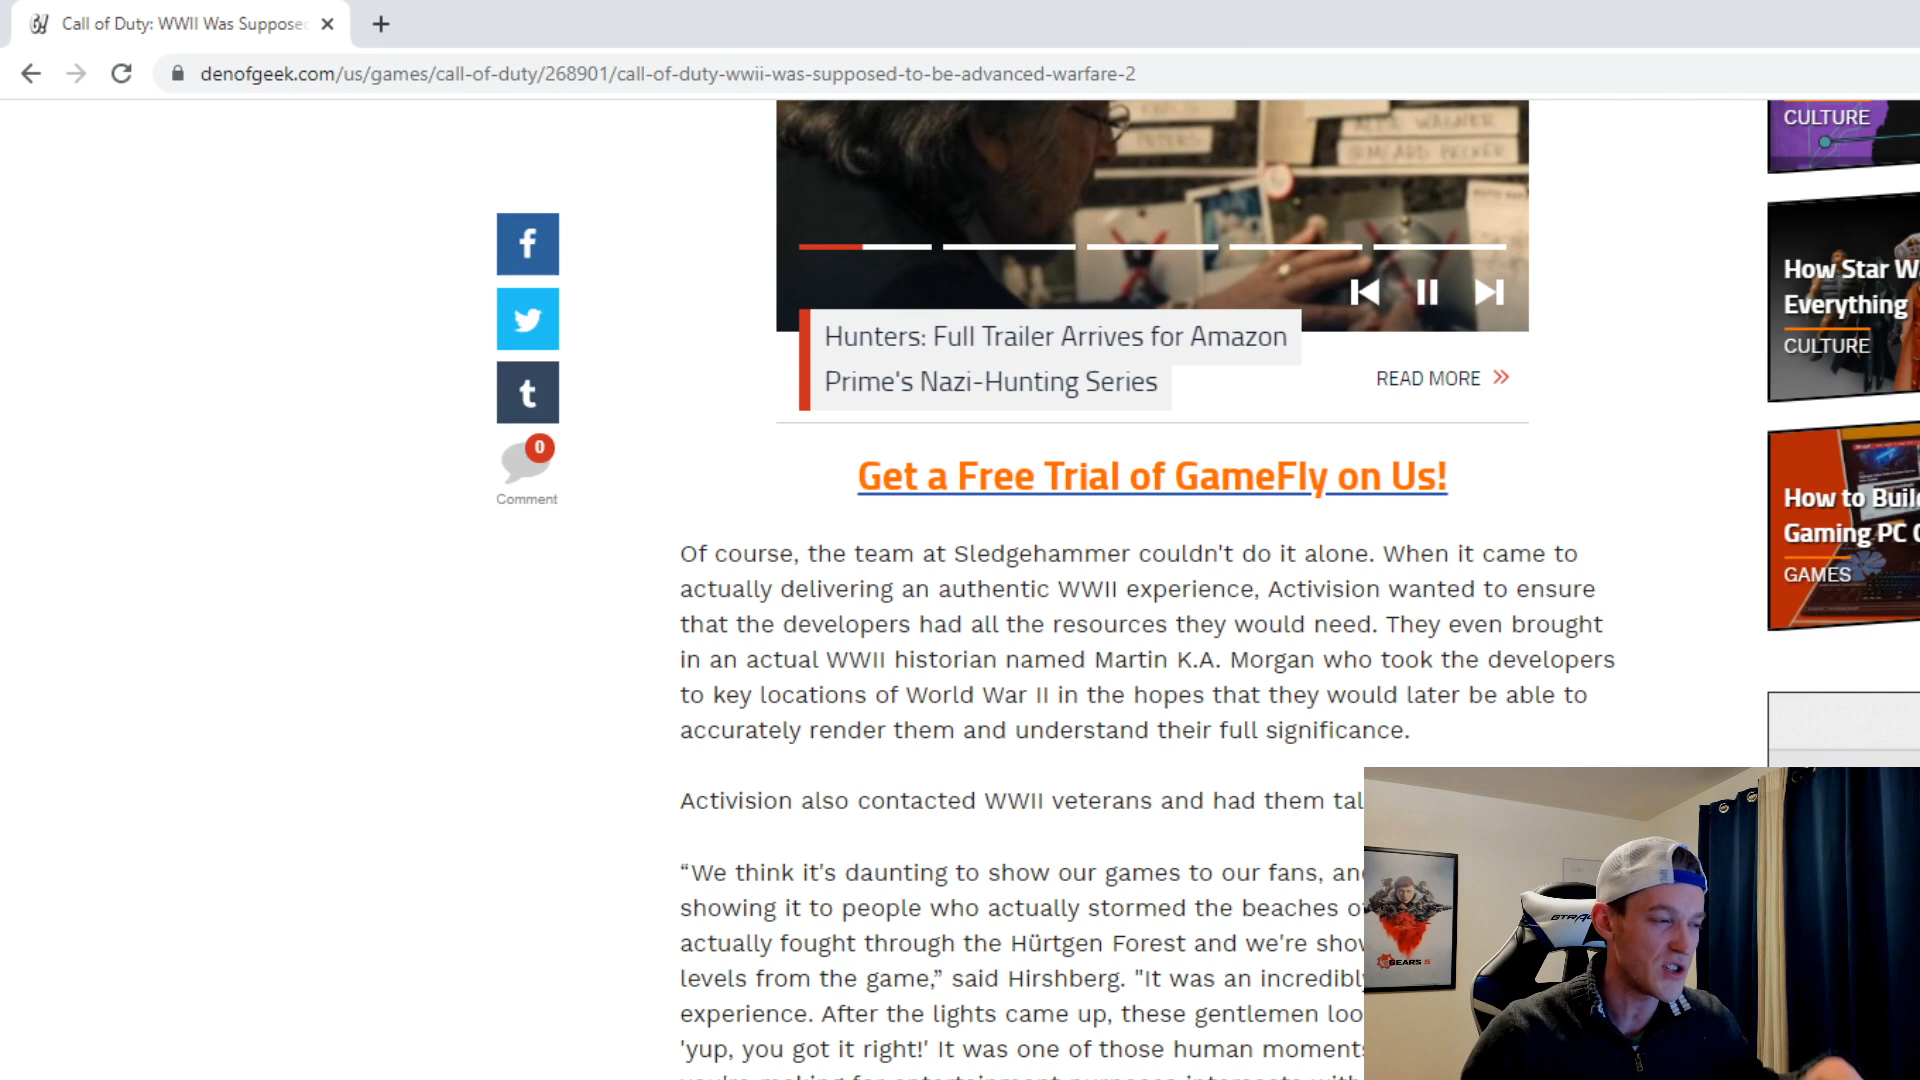 Call of Duty: WWII Was Suppose
denofgeek.com/us/games/call-of-duty/268901/call-of-duty-wwii-was-supposed-to-be-advanced-warfare-2
PETERS
ALSE WAGNER
IRMGARD BECKER
CULTURE
How Star W
Everything
CULTURE
Hunters: Full Trailer Arrives for Amazon
Prime's Nazi-Hunting Series
READ MORE
f
t
0
Comment
Get a Free Trial of GameFly on Us!
How to Buil
Gaming PC
GAMES
Of course, the team at Sledgehammer couldn't do it alone. When it came to
actually delivering an authentic WWII experience, Activision wanted to ensure
that the developers had all the resources they would need. They even brought
in an actual WWII historian named Martin K.A. Morgan who took the developers
to key locations of World War II in the hopes that they would later be able to
accurately render them and understand their full significance.
Activision also contacted WWII veterans and had them tal
“We think it's daunting to show our games to our fans, an
showing it to people who actually stormed the beaches o
actually fought through the Hürtgen Forest and we're sho
levels from the game,” said Hirshberg. "It was an incredibl
experience. After the lights came up, these gentlemen loo
'yup, you got it right!' It was one of those human moment
GTRA
GEARS 5